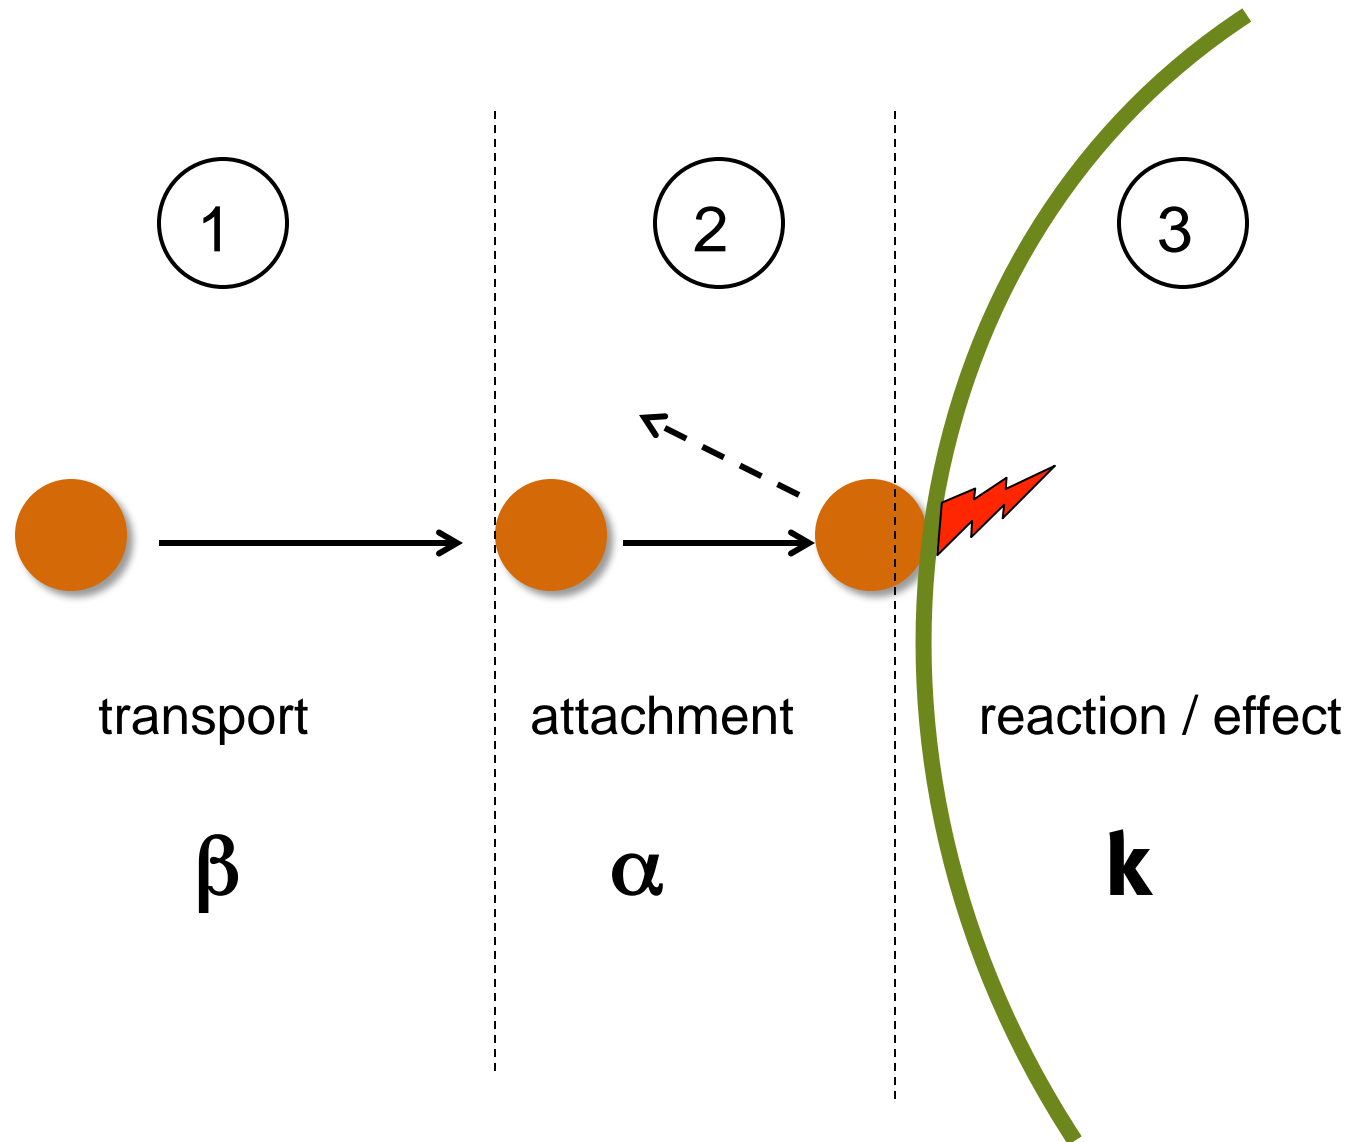 1 2 3
transport attachment reaction / effect
β α k